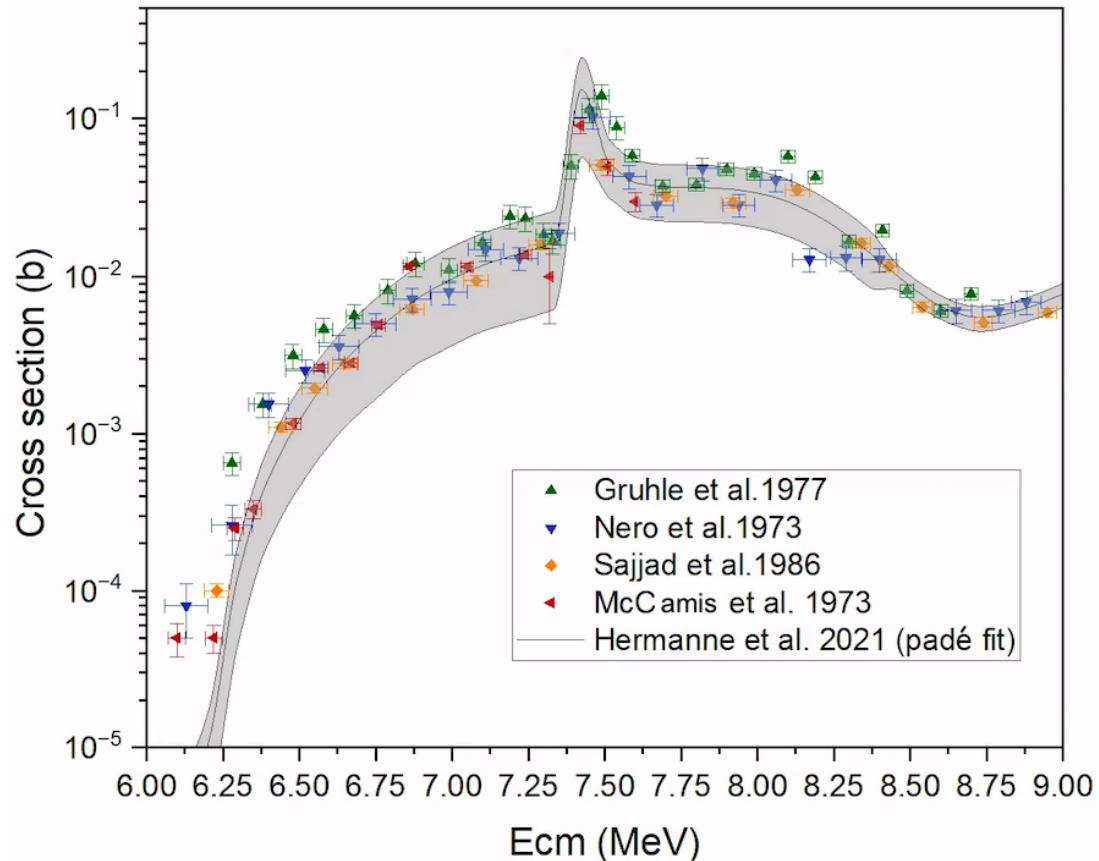 Cross section (b)
10⁻¹
10⁻²
10⁻³
10⁻⁴
10⁻⁵
Gruhle et al.1977
Nero et al.1973
Sajjad et al.1986
McCamis et al. 1973
Hermanne et al. 2021 (padé fit)
6.00 6.25 6.50 6.75 7.00 7.25 7.50 7.75 8.00 8.25 8.50 8.75 9.00
Ecm (MeV)